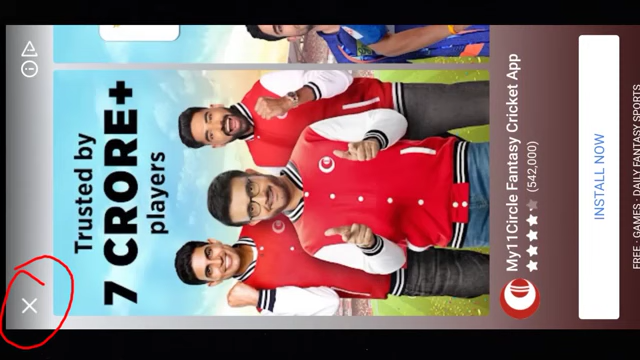 Trusted by
7 CRORE+
players
My11Circle Fantasy Cricket App
(542,000)
INSTALL NOW
FREE · GAMES · DAILY FANTASY SPORTS